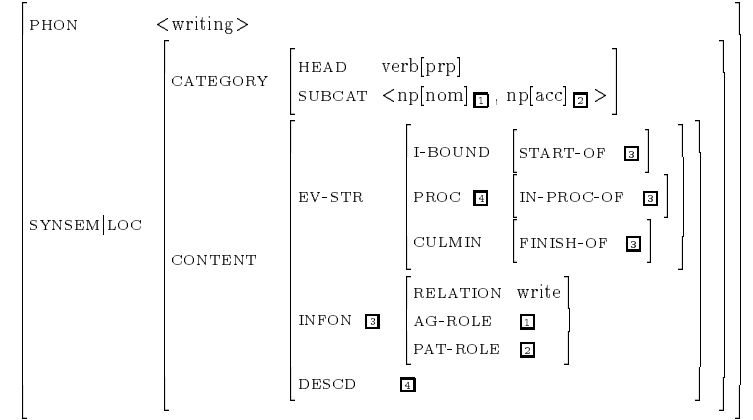 PHON <writing>
CATEGORY HEAD verb[prp]
SUBCAT <np[nom] 1 , np[acc] 2 >
I-BOUND START-OF 3
EV-STR PROC 4 IN-PROC-OF 3
SYNSEM|LOC
CULMIN FINISH-OF 3
CONTENT
RELATION write
INFON 3 AG-ROLE 1
PAT-ROLE 2
DESCD 4